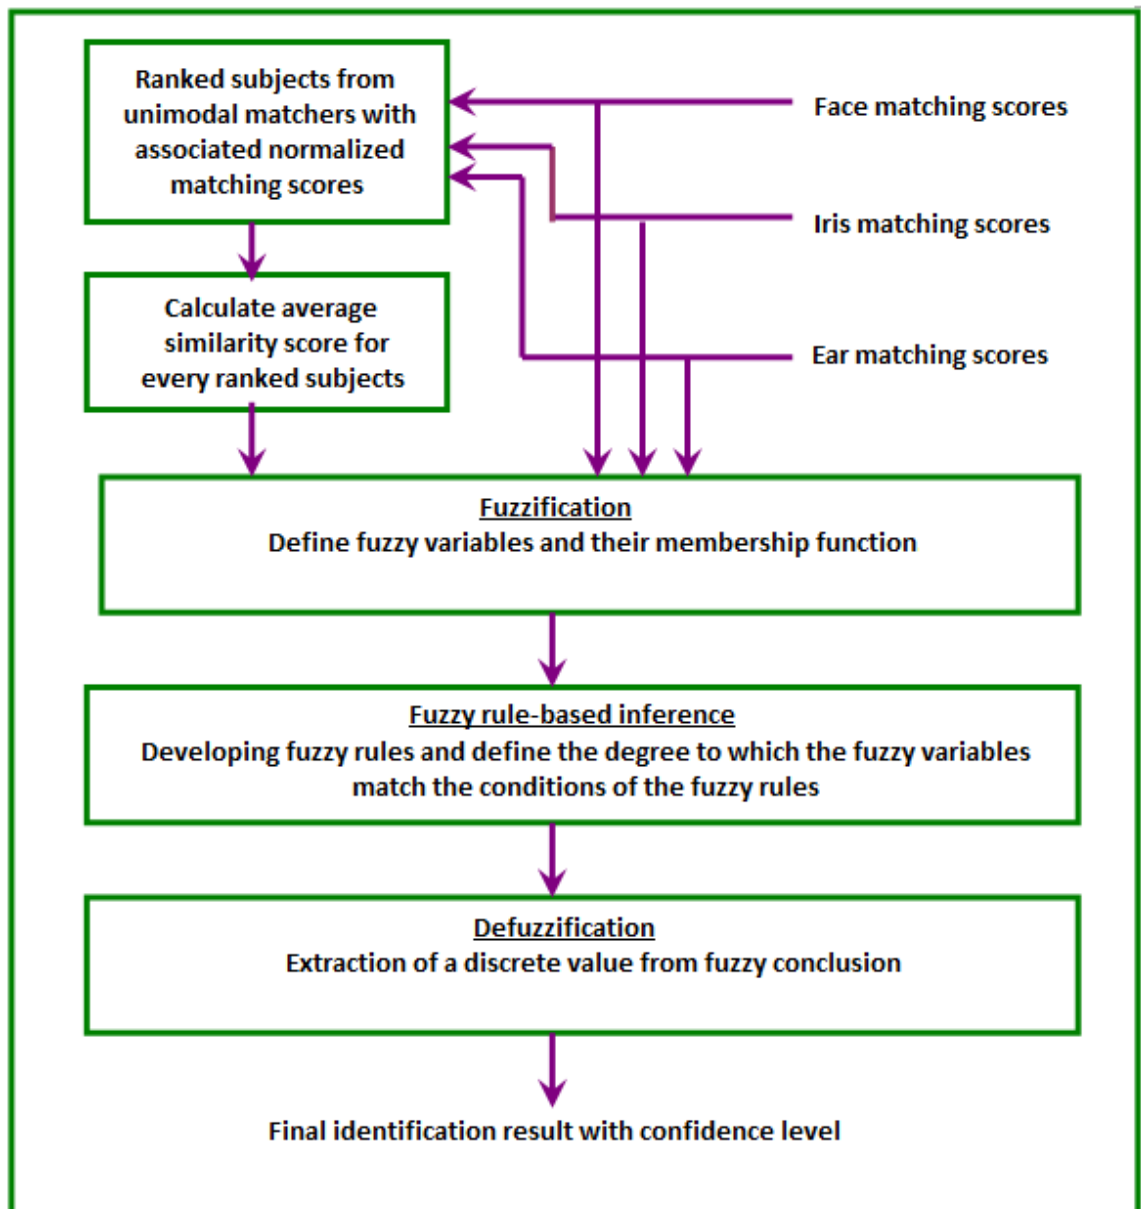 Ranked subjects from
unimodal matchers with
associated normalized
matching scores
Face matching scores
Iris matching scores
Calculate average
similarity score for
every ranked subjects
Ear matching scores
Fuzzification
Define fuzzy variables and their membership function
Fuzzy rule-based inference
Developing fuzzy rules and define the degree to which the fuzzy variables
match the conditions of the fuzzy rules
Defuzzification
Extraction of a discrete value from fuzzy conclusion
Final identification result with confidence level